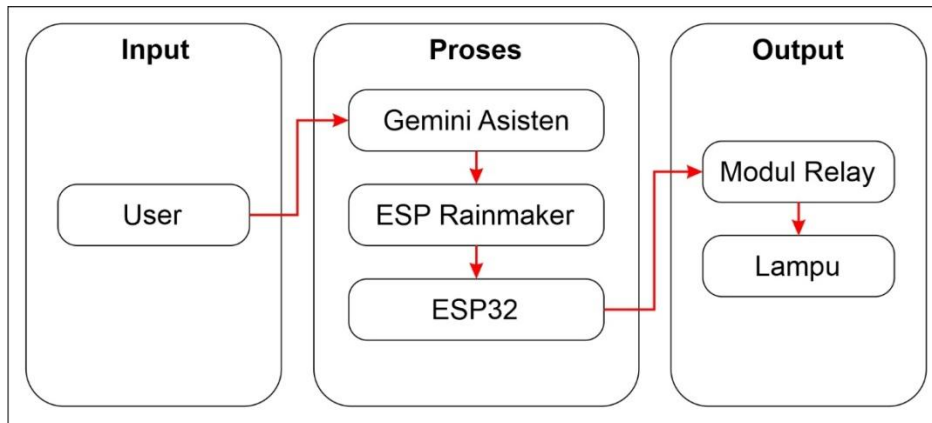 Input
User
Proses
Gemini Asisten
ESP Rainmaker
ESP32
Output
Modul Relay
Lampu